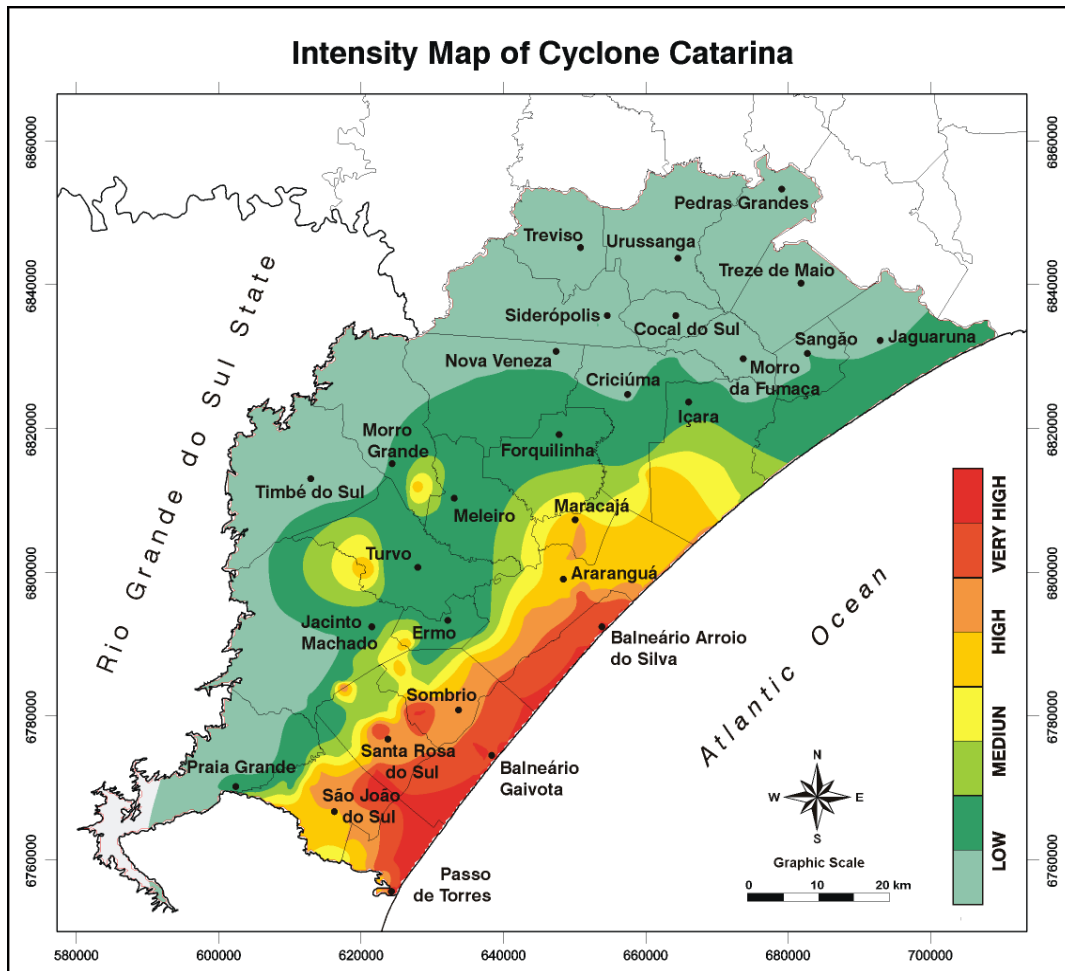 Intensity Map of Cyclone Catarina
6860000
6840000
6820000
6800000
6780000
6760000
6860000
6840000
6820000
6800000
6780000
6760000
Rio Grande do Sul State
Pedras Grandes
Treviso
Urussanga
Treze de Maio
Siderópolis
Cocal do Sul
Sangão
Jaguaruna
Nova Veneza
Morro
da Fumaça
Criciúma
Içara
Morro
Grande
Forquilinha
Timbé do Sul
Meleiro
Maracajá
Turvo
Araranguá
Jacinto
Machado
Ermo
Balneário Arroio
do Silva
Sombrio
Santa Rosa
do Sul
Balneário
Gaivota
Praia Grande
São João
do Sul
Passo
de Torres
Atlantic Ocean
VERY HIGH
HIGH
MEDIUN
LOW
N
W
E
S
Graphic Scale
0 10 20 km
580000 600000 620000 640000 660000 680000 700000